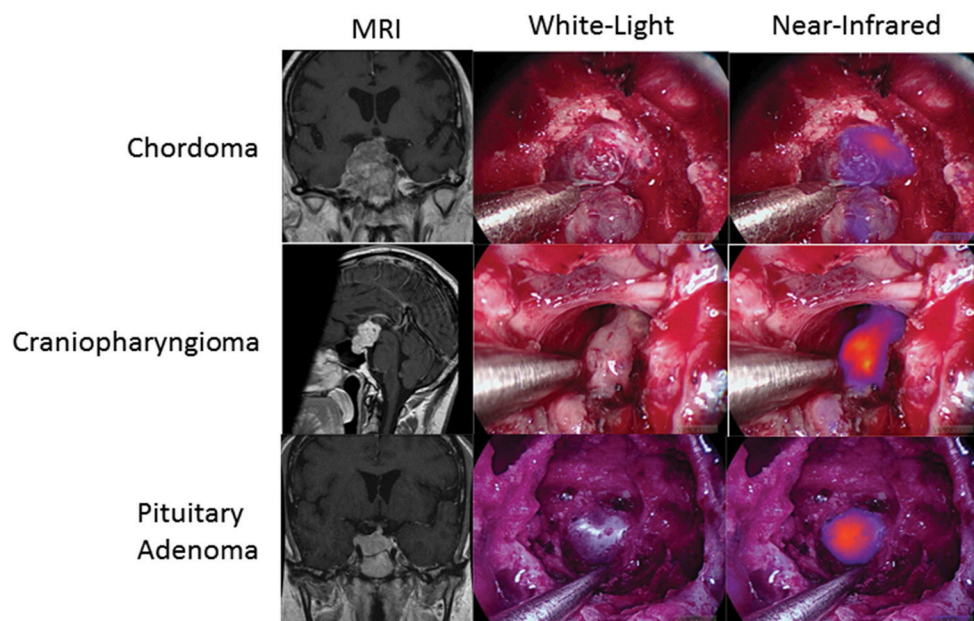 MRI
White-Light
Near-Infrared
Chordoma
Craniopharyngioma
Pituitary
Adenoma